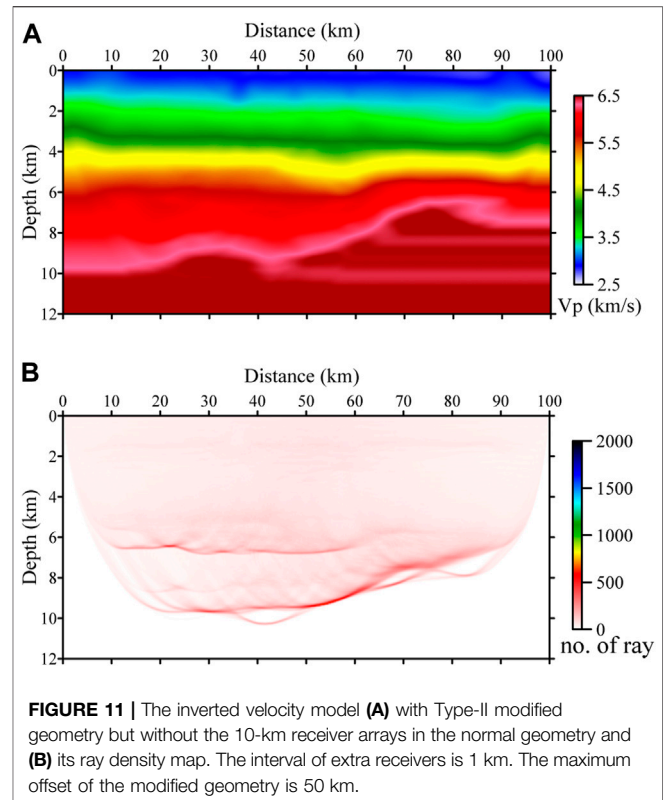 A
Distance (km)
0 10 20 30 40 50 60 70 80 90 100
Depth (km)
0
2
4
6
8
10
12
6.5
5.5
4.5
3.5
2.5
Vp (km/s)
B
Distance (km)
0 10 20 30 40 50 60 70 80 90 100
Depth (km)
0
2
4
6
8
10
12
2000
1500
1000
500
0
no. of ray
FIGURE 11 | The inverted velocity model (A) with Type-II modified
geometry but without the 10-km receiver arrays in the normal geometry and
(B) its ray density map. The interval of extra receivers is 1 km. The maximum
offset of the modified geometry is 50 km.